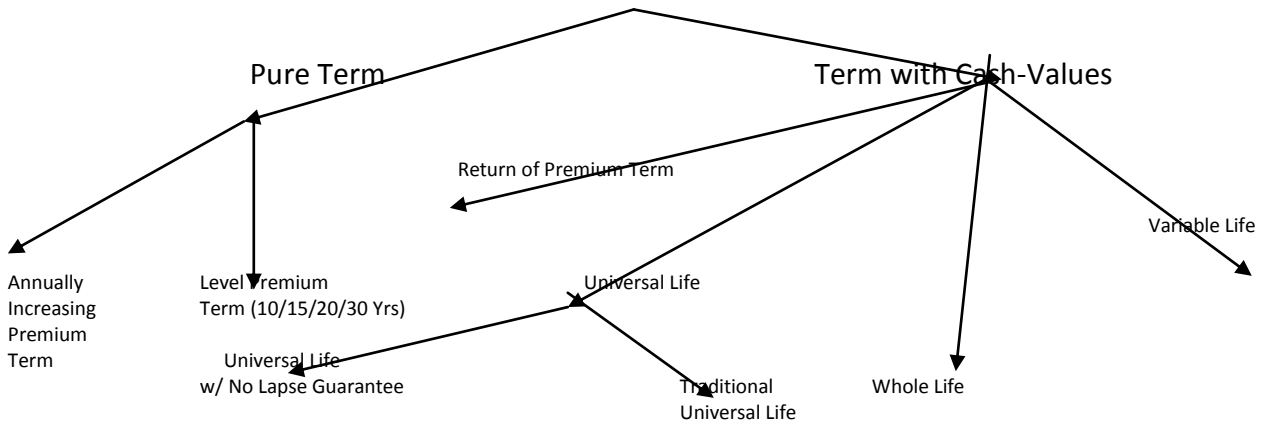 Pure Term
Term with Cash-Values
Return of Premium Term
Variable Life
Annually
Increasing
Premium
Term
Level Premium
Term (10/15/20/30 Yrs)
Universal Life
Universal Life
w/ No Lapse Guarantee
Traditional
Universal Life
Whole Life